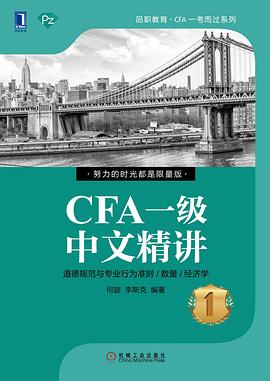 Pz
品职教育·CFA一考而过系列
·努力的时光都是限量版·
CFA一级
中文精讲
道德规范与专业行为准则/数量/经济学
何旋 李斯克 编著
1
机械工业出版社
CHINA MACHINE PRESS